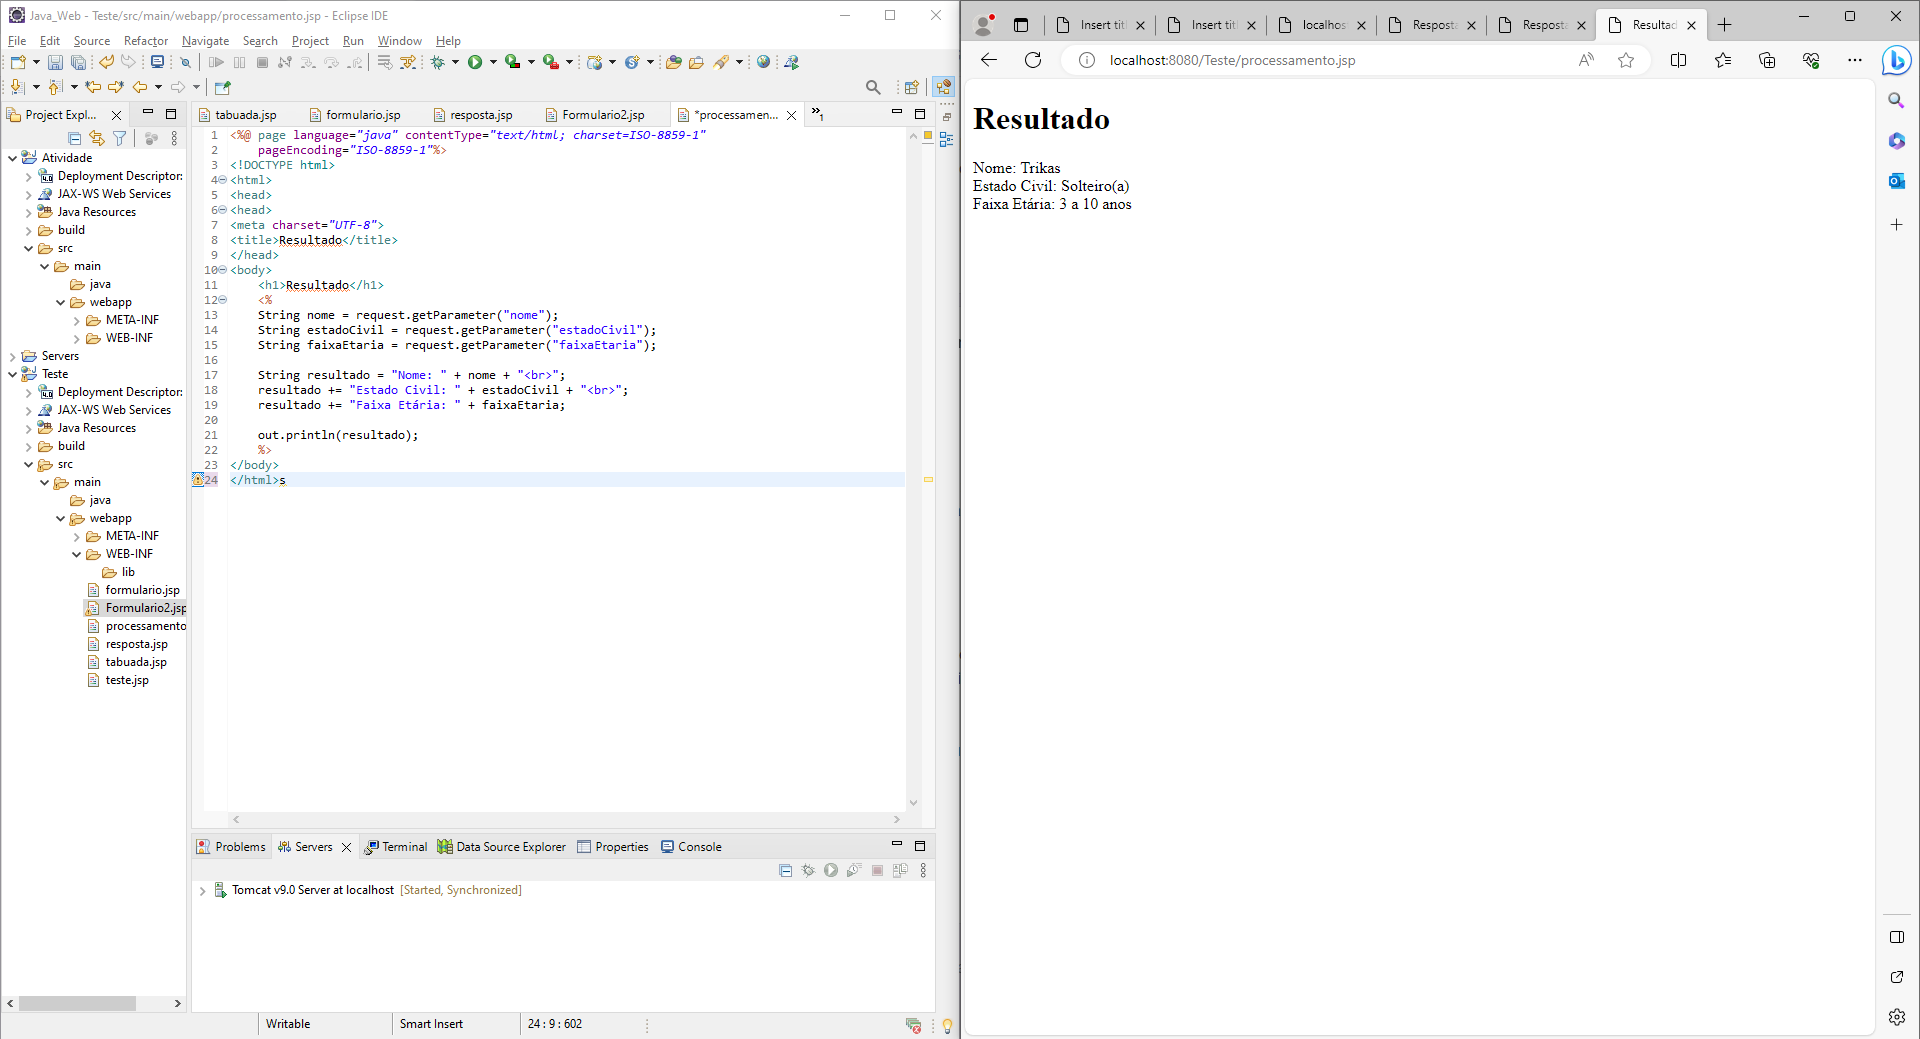 Java_Web - Teste/src/main/webapp/processamento.jsp - Eclipse IDE
File Edit Source Refactor Navigate Search Project Run Window Help
Project Expl...
Atividade
Deployment Descriptor:
JAX-WS Web Services
Java Resources
build
src
main
java
webapp
META-INF
WEB-INF
Servers
Teste
Deployment Descriptor:
JAX-WS Web Services
Java Resources
build
src
main
java
webapp
META-INF
WEB-INF
lib
formulario.jsp
Formulario2.jsp
processamento
resposta.jsp
tabuada.jsp
teste.jsp
tabuada.jsp formulario.jsp resposta.jsp Formulario2.jsp *processamen... »1
1 <%@ page language="java" contentType="text/html; charset=ISO-8859-1"
2 pageEncoding="ISO-8859-1"%>
3 <!DOCTYPE html>
4 <html>
5 <head>
6 <head>
7 <meta charset="UTF-8">
8 <title>Resultado</title>
9 </head>
10 <body>
11 <h1>Resultado</h1>
12 <%
13 String nome = request.getParameter("nome");
14 String estadoCivil = request.getParameter("estadoCivil");
15 String faixaEtaria = request.getParameter("faixaEtaria");
16
17 String resultado = "Nome: " + nome + "<br>";
18 resultado += "Estado Civil: " + estadoCivil + "<br>";
19 resultado += "Faixa Etária: " + faixaEtaria;
20
21 out.println(resultado);
22 %>
23 </body>
24 </html>s
Problems Servers Terminal Data Source Explorer Properties Console
Tomcat v9.0 Server at localhost [Started, Synchronized]
Writable Smart Insert 24 : 9 : 602
Insert titl Insert titl localhos Resposta Resposta Resultad
localhost:8080/Teste/processamento.jsp
Resultado
Nome: Trikas
Estado Civil: Solteiro(a)
Faixa Etária: 3 a 10 anos